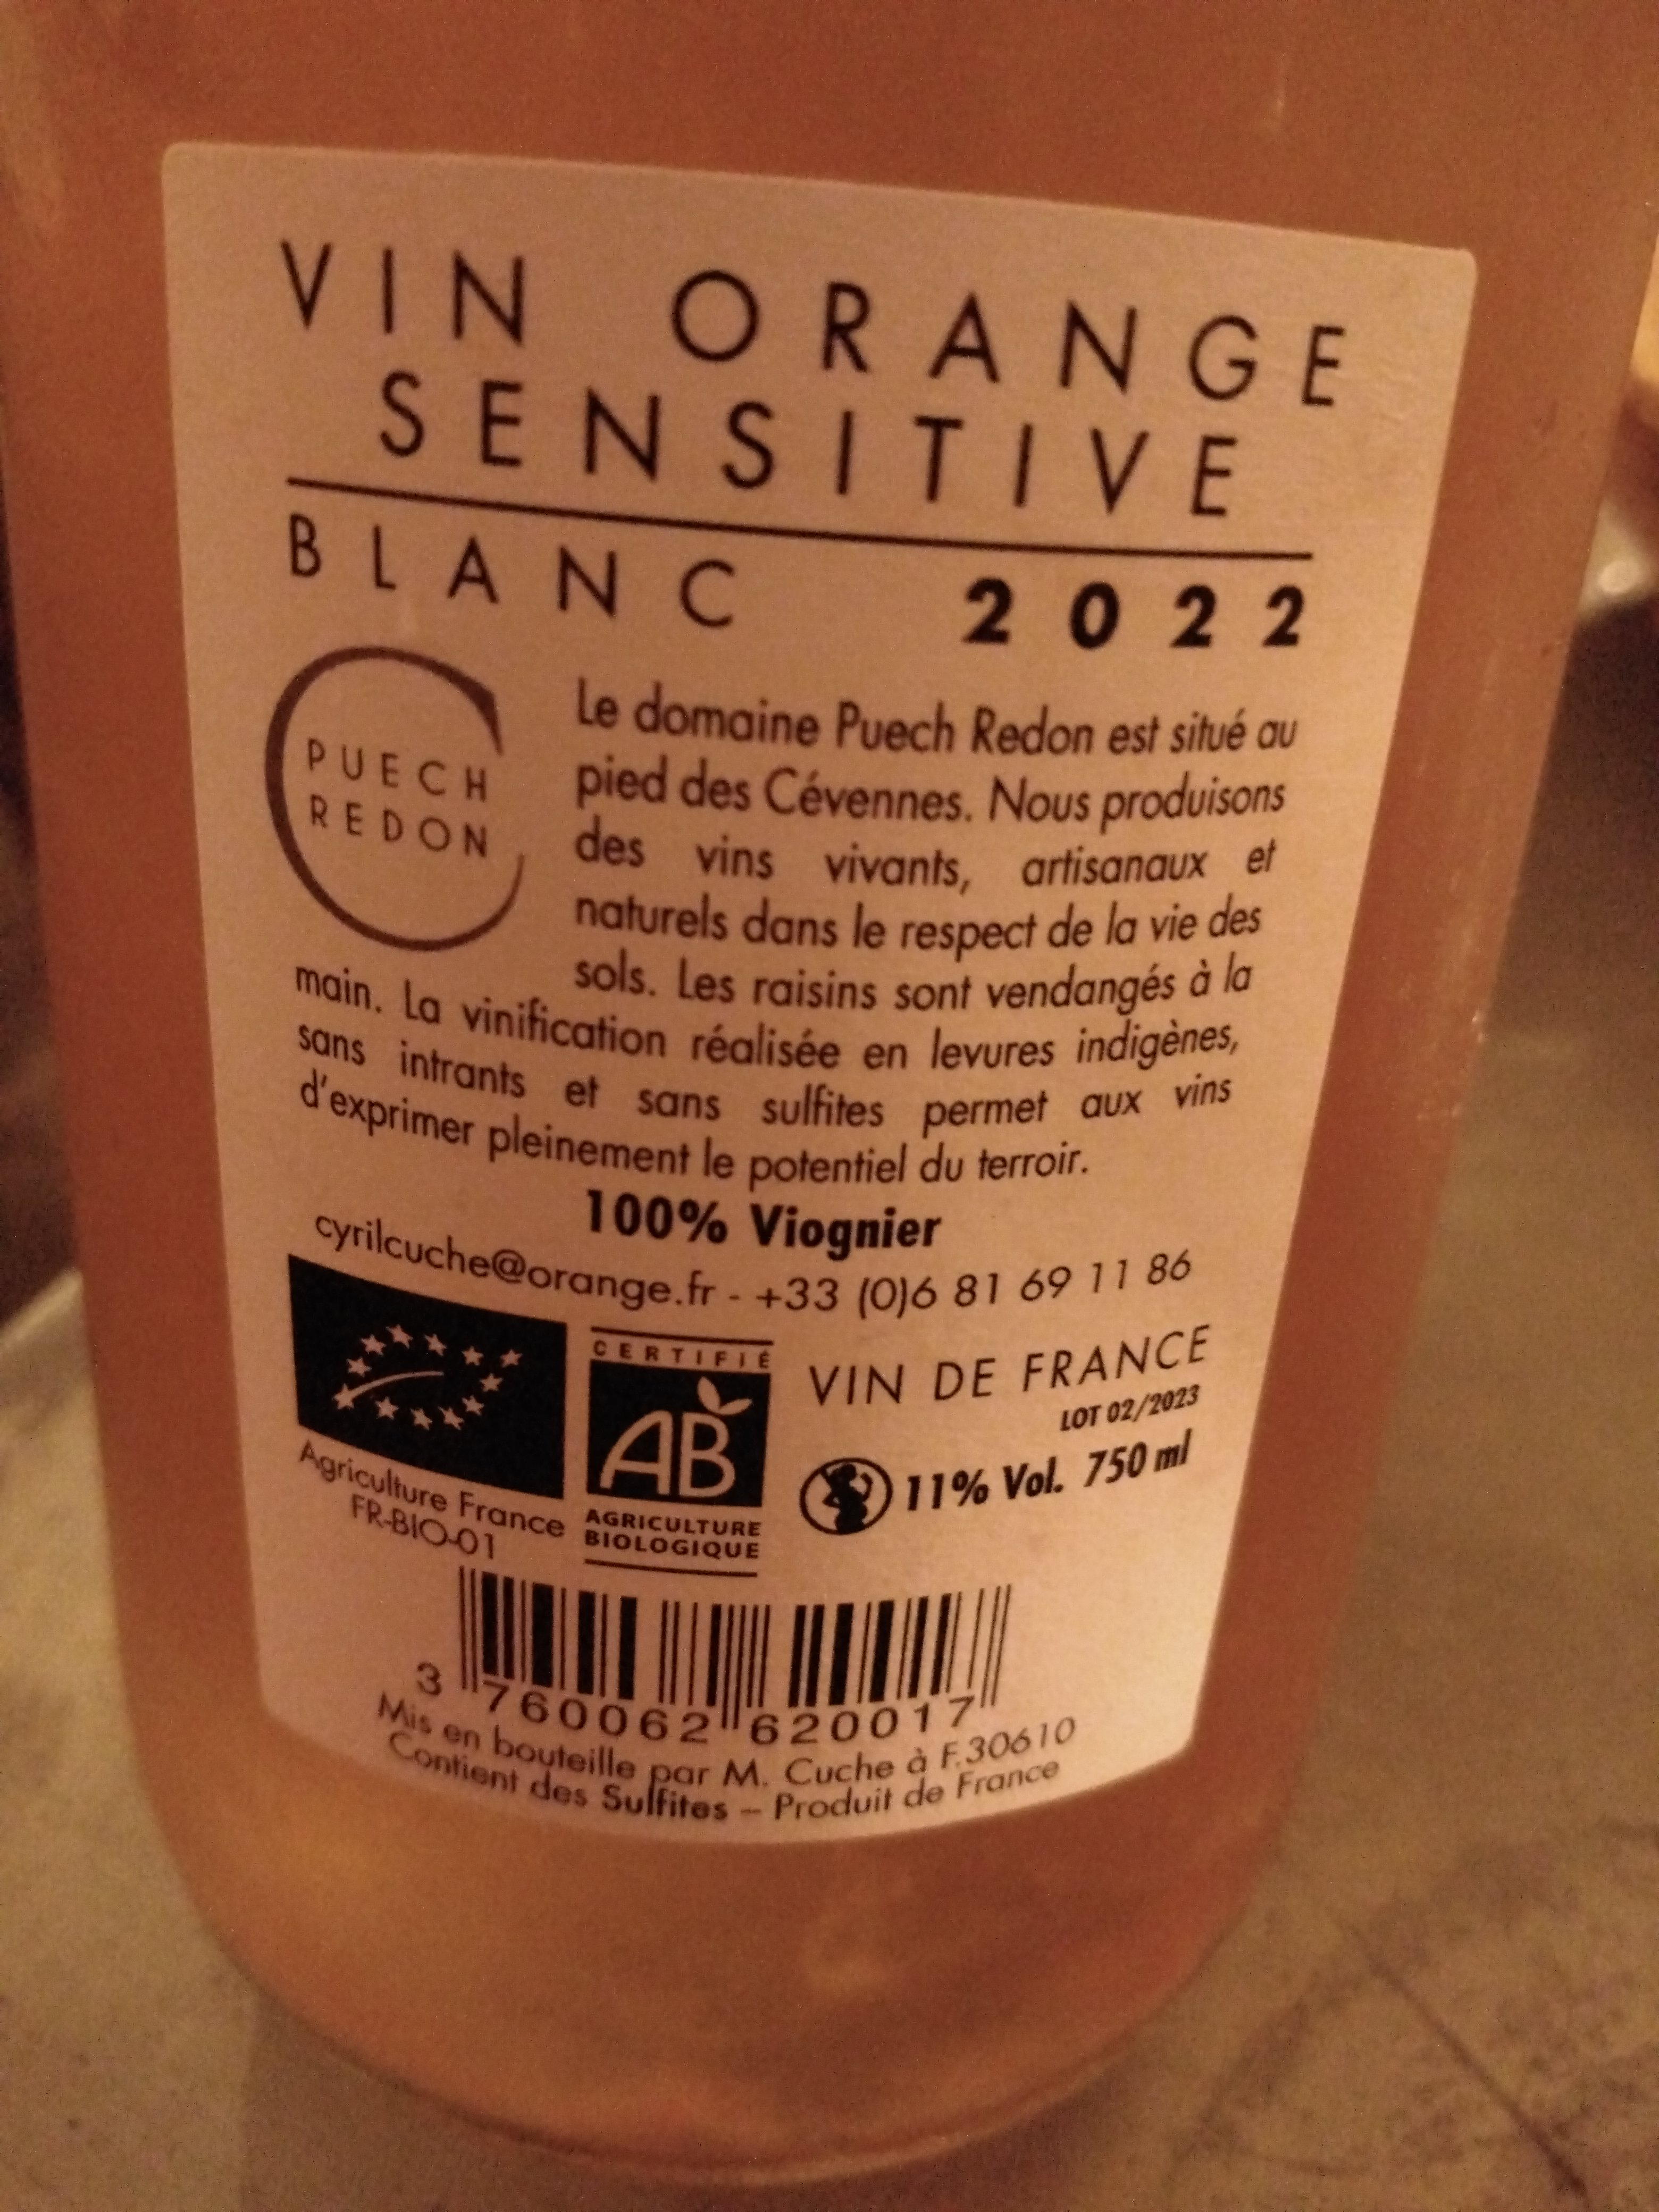 VIN ORANGE
SENSITIVE
BLANC 2022
PUECH
REDON
Le domaine Puech Redon est situé au
pied des Cévennes. Nous produisons
des vins vivants, artisanaux et
naturels dans le respect de la vie des
sols. Les raisins sont vendangés à la
main. La vinification réalisée en levures indigènes,
sans intrants et sans sulfites permet aux vins
d'exprimer pleinement le potentiel du terroir.
100% Viognier
cyrilcuche@orange.fr - +33 (0)6 81 69 11 86
CERTIFIÉ
AB
AGRICULTURE
BIOLOGIQUE
Agriculture France
FR-BIO-01
VIN DE FRANCE
LOT 02/2023
11% Vol. 750 ml
3 760062 620017
Mis en bouteille par M. Cuche à F.30610
Contient des Sulfites – Produit de France